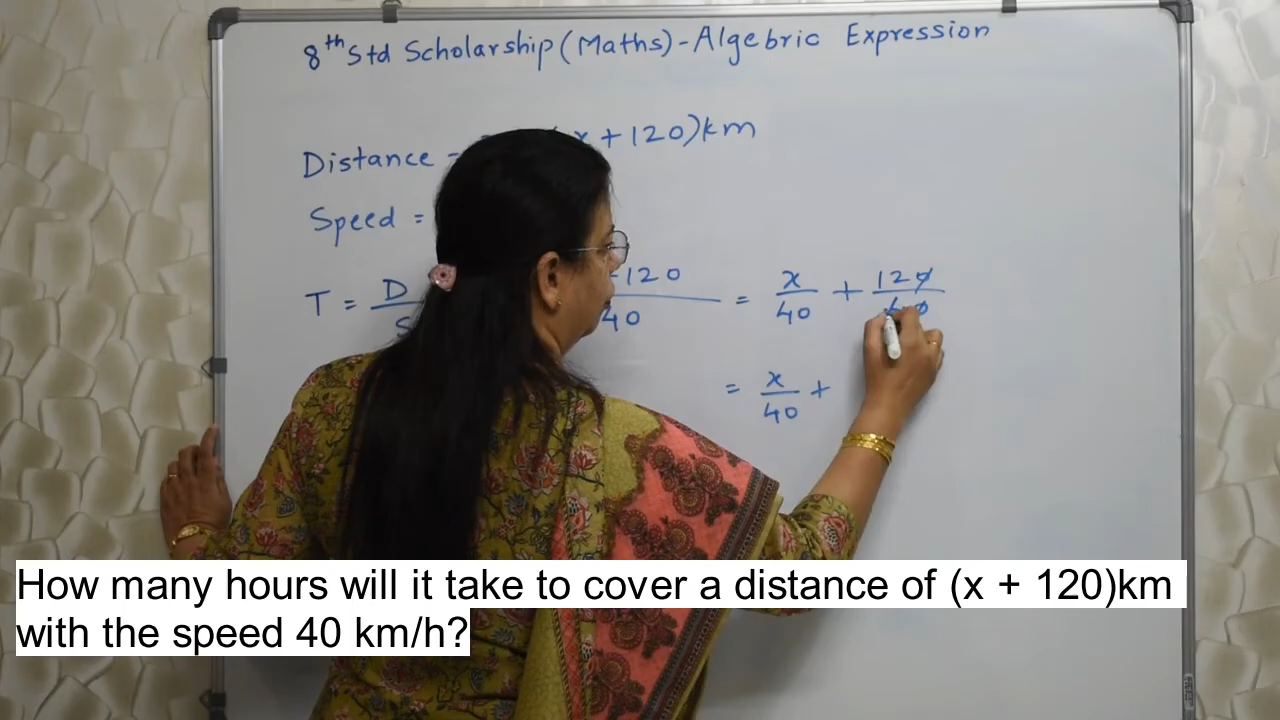 8th Std Scholarship (Maths) - Algebric Expression
Distance = x + 120) km
Speed =
T = D/S +120/40 = x/40 + 120/40
= x/40 +
How many hours will it take to cover a distance of (x + 120)km
with the speed 40 km/h?